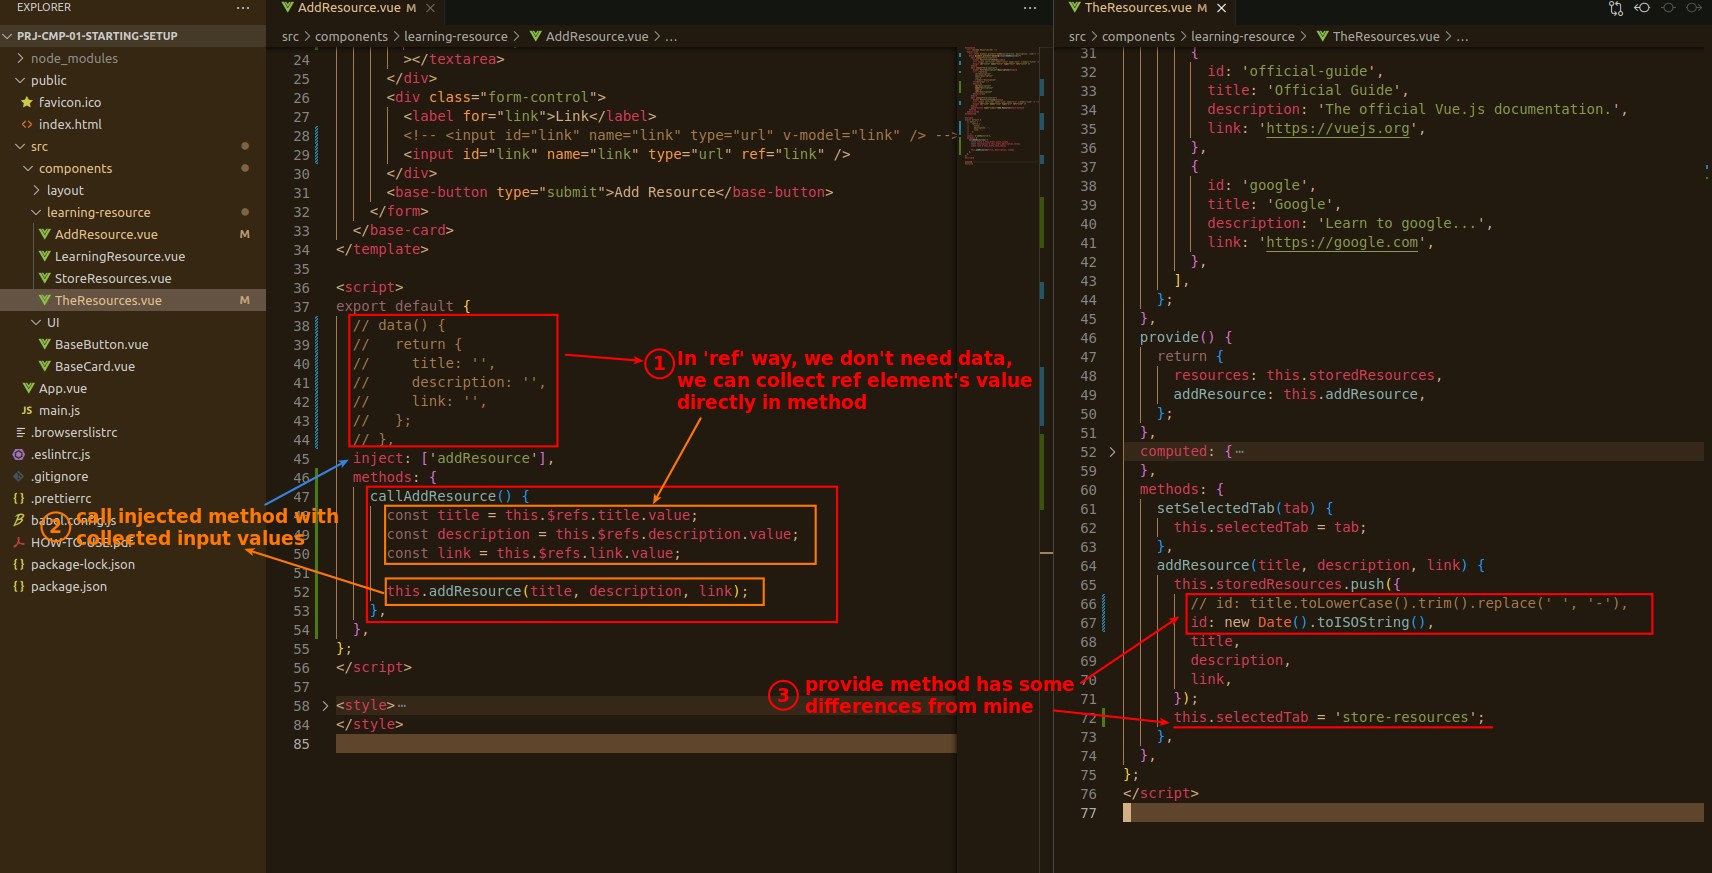 EXPLORER
PRJ-CMP-01-STARTING-SETUP
node_modules
public
favicon.ico
index.html
src
components
layout
learning-resource
AddResource.vue M
LearningResource.vue
StoreResources.vue
TheResources.vue M
UI
BaseButton.vue
BaseCard.vue
App.vue
JS main.js
.browserslistrc
.eslintrc.js
.gitignore
.prettierrc
babel.config.js
HOW-TO-USE.pdf
package-lock.json
package.json
AddResource.vue M
src > components > learning-resource > AddResource.vue > ...
24 ></textarea>
25 </div>
26 <div class="form-control">
27 <label for="link">Link</label>
28 <!-- <input id="link" name="link" type="url" v-model="link" /> -->
29 <input id="link" name="link" type="url" ref="link" />
30 </div>
31 <base-button type="submit">Add Resource</base-button>
32 </form>
33 </base-card>
34 </template>
35
36 <script>
37 export default {
38 // data() {
39 // return {
40 // title: '',
41 // description: '',
42 // link: '',
43 // };
44 // },
45 inject: ['addResource'],
46 methods: {
47 callAddResource() {
48 const title = this.$refs.title.value;
49 const description = this.$refs.description.value;
50 const link = this.$refs.link.value;
51
52 this.addResource(title, description, link);
53 },
54 },
55 };
56 </script>
57
58 <style>
84 </style>
85
1 In 'ref' way, we don't need data,
we can collect ref element's value
directly in method
2 call injected method with
collected input values
3 provide method has some
differences from mine
TheResources.vue M
src > components > learning-resource > TheResources.vue > ...
31 {
32 id: 'official-guide',
33 title: 'Official Guide',
34 description: 'The official Vue.js documentation.',
35 link: 'https://vuejs.org',
36 },
37 {
38 id: 'google',
39 title: 'Google',
40 description: 'Learn to google...',
41 link: 'https://google.com',
42 },
43 ],
44 };
45 },
46 provide() {
47 return {
48 resources: this.storedResources,
49 addResource: this.addResource,
50 };
51 },
52 computed: {
59 },
60 methods: {
61 setSelectedTab(tab) {
62 this.selectedTab = tab;
63 },
64 addResource(title, description, link) {
65 this.storedResources.push({
66 // id: title.toLowerCase().trim().replace(' ', '-'),
67 id: new Date().toISOString(),
68 title,
69 description,
70 link,
71 });
72 this.selectedTab = 'store-resources';
73 },
74 },
75 };
76 </script>
77